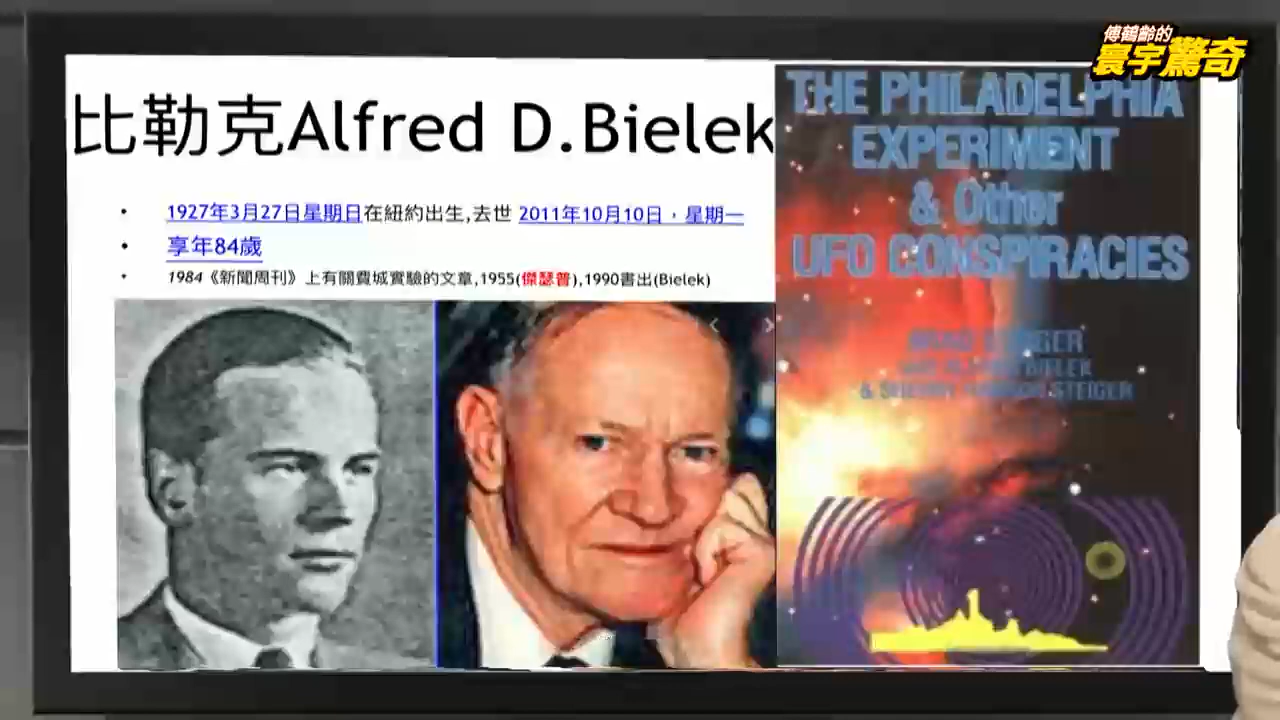 傅鶴齡的
寰宇驚奇
比勒克Alfred D.Bielek
• 1927年3月27日星期日在紐約出生,去世 2011年10月10日，星期一
• 享年84歲
• 1984《新聞周刊》上有關費城實驗的文章,1955(傑瑟普),1990書出(Bielek)
THE PHILADELPHIA
EXPERIMENT
& Other
UFO CONSPIRACIES
& STEIGER